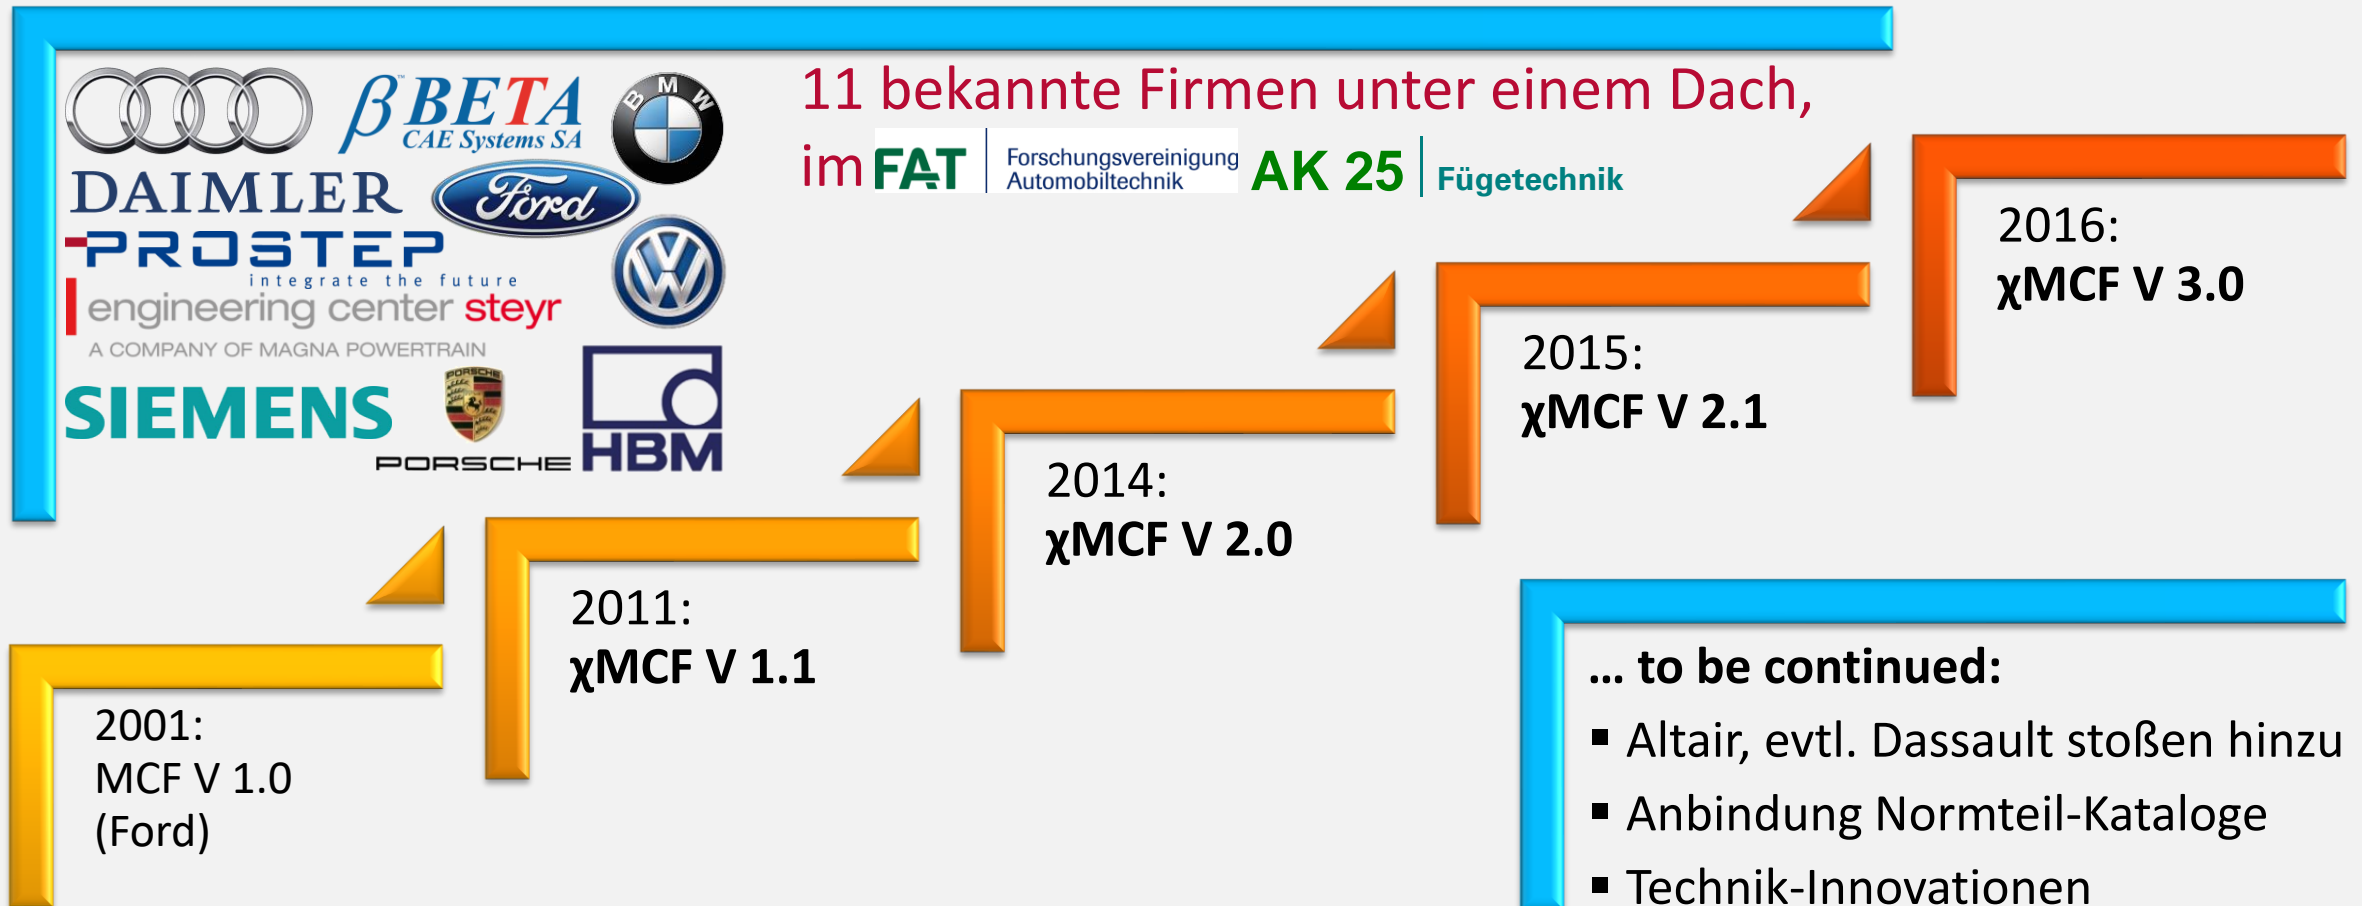 β BETA
CAE Systems SA
BMW
DAIMLER
Ford
PROSTEP
integrate the future
engineering center steyr
A COMPANY OF MAGNA POWERTRAIN
SIEMENS
PORSCHE
PORSCHE
HBM
11 bekannte Firmen unter einem Dach,
im FAT Forschungsvereinigung
Automobiltechnik
AK 25 Fügetechnik
2016:
χMCF V 3.0
2015:
χMCF V 2.1
2014:
χMCF V 2.0
2011:
χMCF V 1.1
2001:
MCF V 1.0
(Ford)
... to be continued:
▪ Altair, evtl. Dassault stoßen hinzu
▪ Anbindung Normteil-Kataloge
▪ Technik-Innovationen